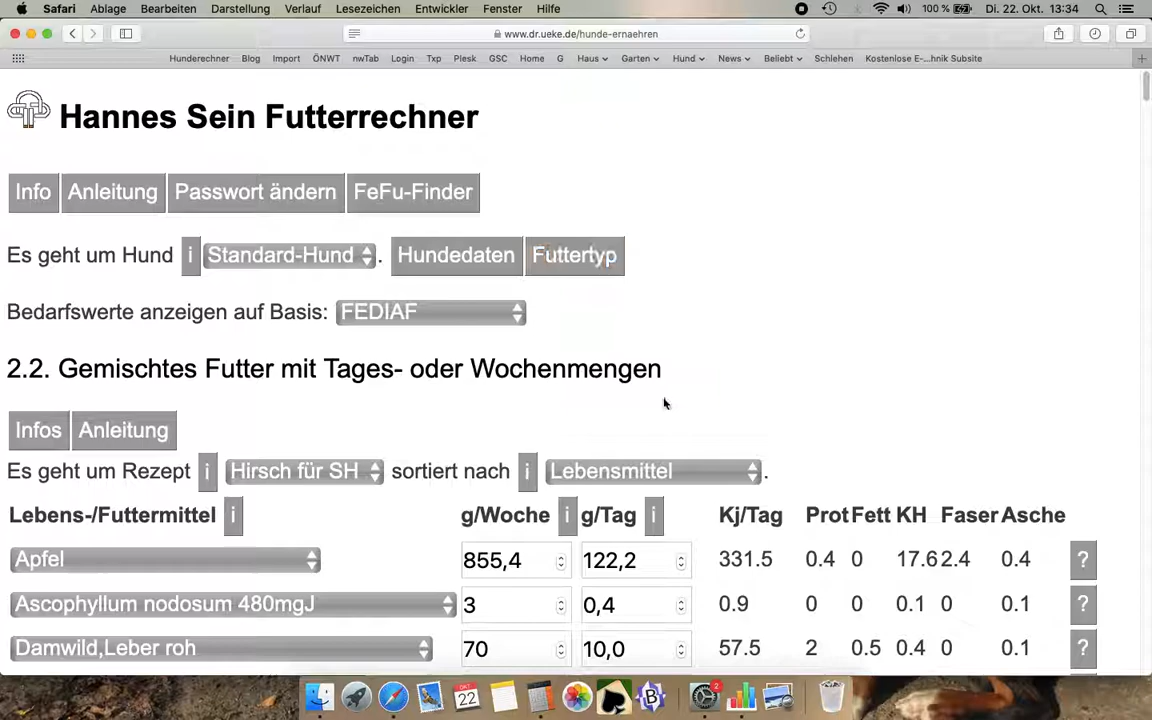 Safari Ablage Bearbeiten Darstellung Verlauf Lesezeichen Entwickler Fenster Hilfe 100 % Di. 22. Okt. 13:34
www.dr.ueke.de/hunde-ernaehren
Hunderechner Blog Import ÖNWT nwTab Login Txp Plesk GSC Home G Haus Garten Hund News Beliebt Schlehen Kostenlose E-...hnik Subsite
Hannes Sein Futterrechner
Info Anleitung Passwort ändern FeFu-Finder
Es geht um Hund i Standard-Hund . Hundedaten Futtertyp
Bedarfswerte anzeigen auf Basis: FEDIAF
2.2. Gemischtes Futter mit Tages- oder Wochenmengen
Infos Anleitung
Es geht um Rezept i Hirsch für SH sortiert nach i Lebensmittel .
Lebens-/Futtermittel i g/Woche i g/Tag i Kj/Tag Prot Fett KH Faser Asche
Apfel 855,4 122,2 331.5 0.4 0 17.6 2.4 0.4 ?
Ascophyllum nodosum 480mgJ 3 0,4 0.9 0 0 0.1 0 0.1 ?
Damwild,Leber roh 70 10,0 57.5 2 0.5 0.4 0 0.1 ?
OKT
22
2